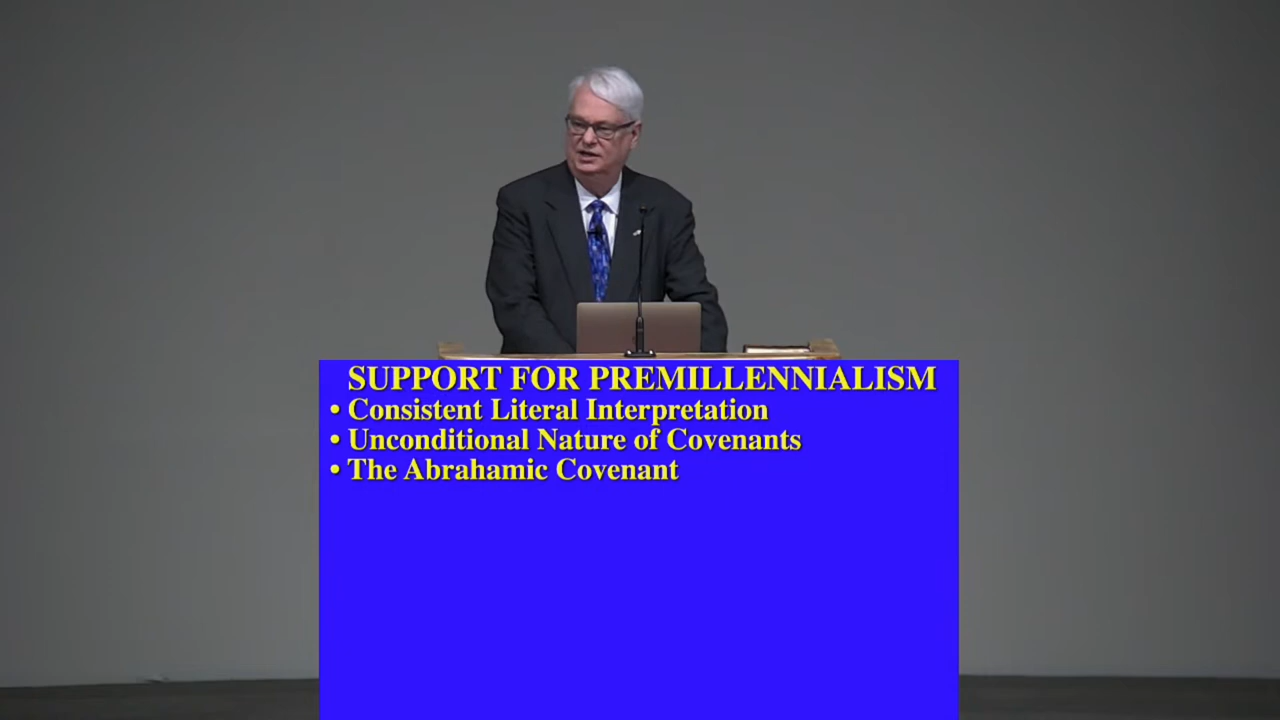 SUPPORT FOR PREMILLENNIALISM
• Consistent Literal Interpretation
• Unconditional Nature of Covenants
• The Abrahamic Covenant